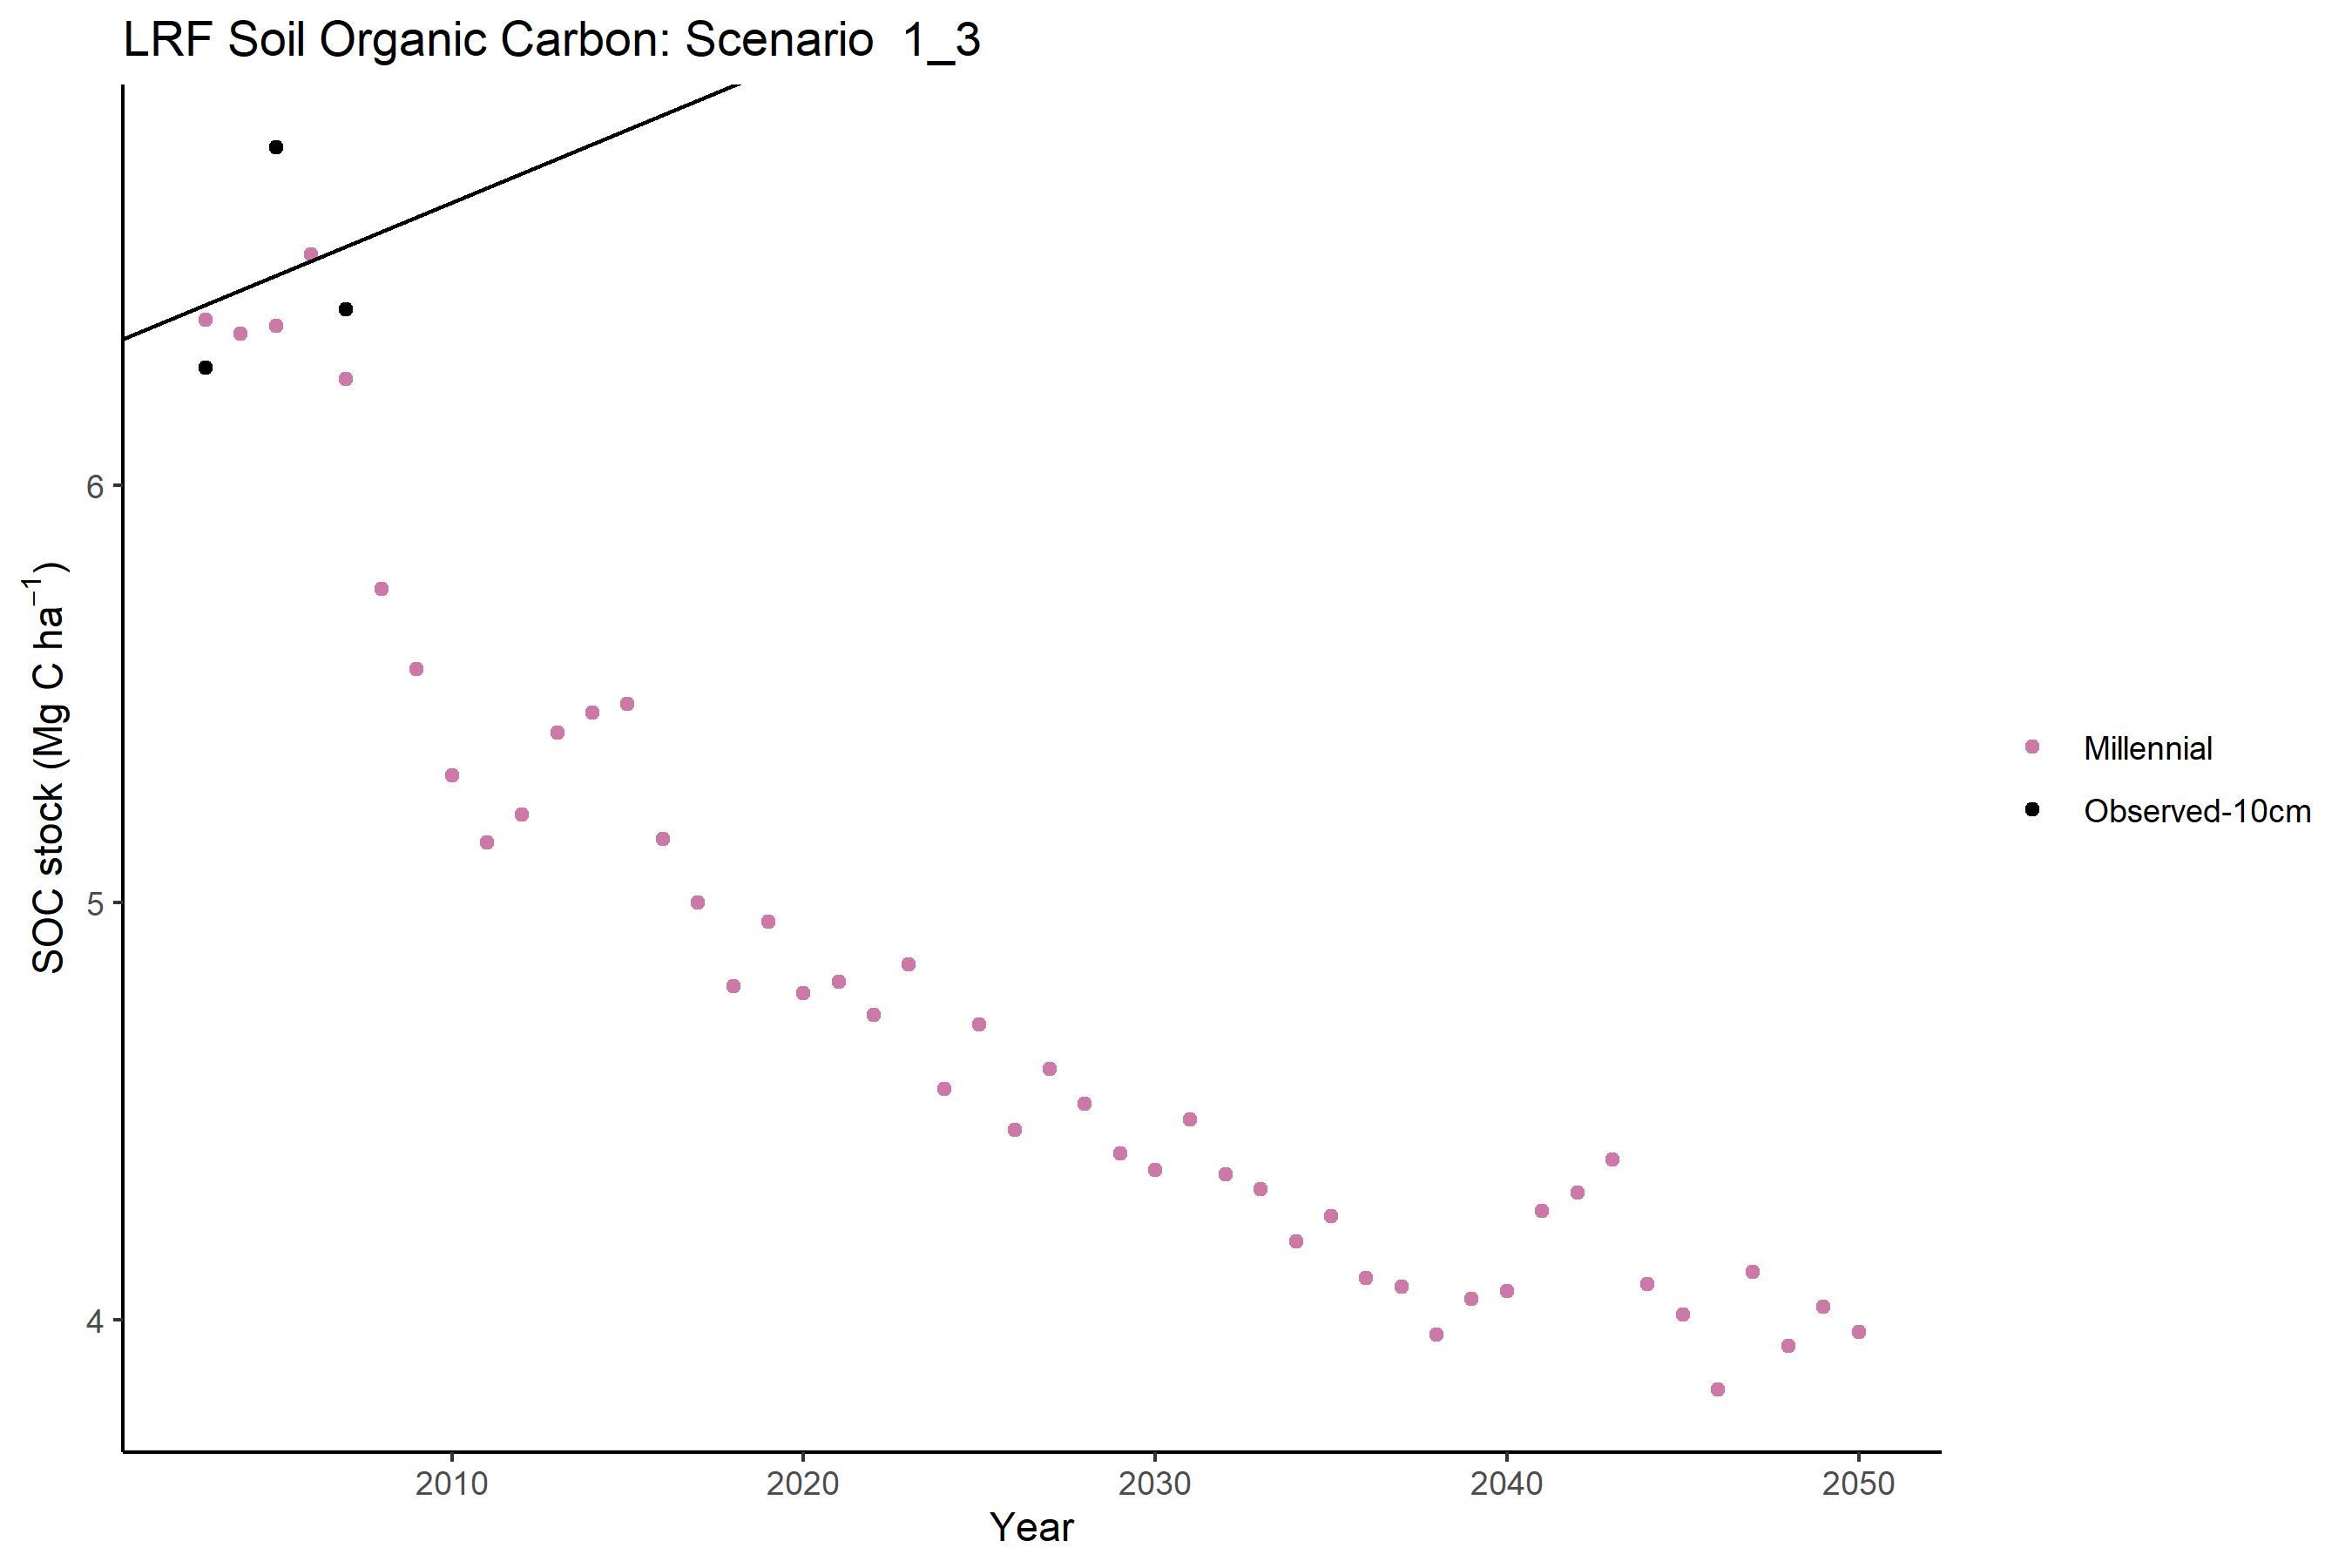 LRF Soil Organic Carbon: Scenario  1_3
SOC stock (Mg C ha⁻¹)
6
5
4
2010
2020
2030
2040
2050
Year
Millennial
Observed-10cm